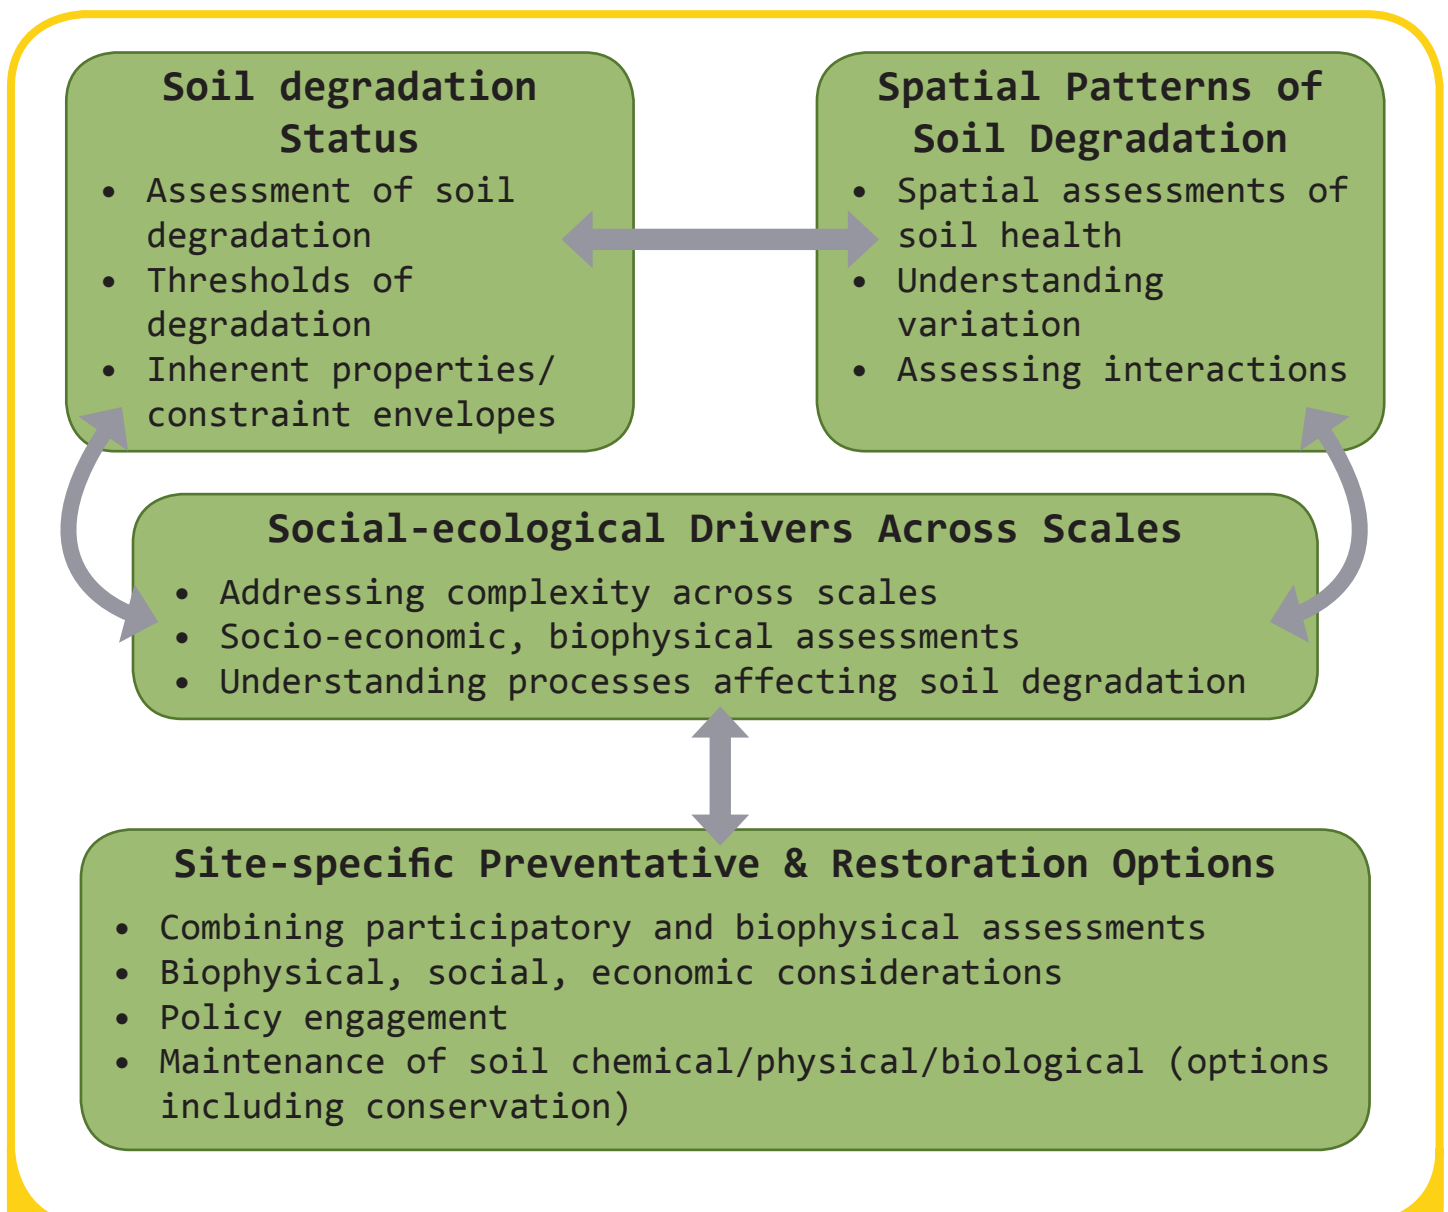 Soil degradation
Status
• Assessment of soil
degradation
• Thresholds of
degradation
• Inherent properties/
constraint envelopes
Spatial Patterns of
Soil Degradation
• Spatial assessments of
soil health
• Understanding
variation
• Assessing interactions
Social-ecological Drivers Across Scales
• Addressing complexity across scales
• Socio-economic, biophysical assessments
• Understanding processes affecting soil degradation
Site-specific Preventative & Restoration Options
• Combining participatory and biophysical assessments
• Biophysical, social, economic considerations
• Policy engagement
• Maintenance of soil chemical/physical/biological (options
including conservation)